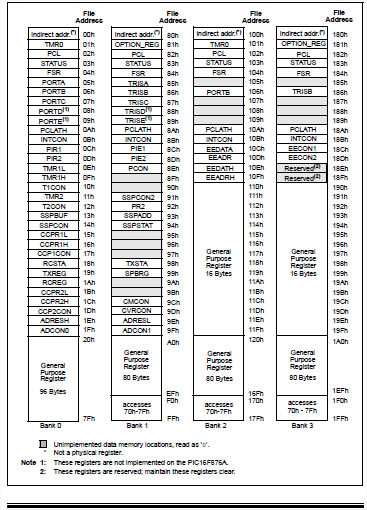 File
Address
Indirect addr.(*) 00h
TMR0 01h
PCL 02h
STATUS 03h
FSR 04h
PORTA 05h
PORTB 06h
PORTC 07h
PORTD(1) 08h
PORTE(1) 09h
PCLATH 0Ah
INTCON 0Bh
PIR1 0Ch
PIR2 0Dh
TMR1L 0Eh
TMR1H 0Fh
T1CON 10h
TMR2 11h
T2CON 12h
SSPBUF 13h
SSPCON 14h
CCPR1L 15h
CCPR1H 16h
CCP1CON 17h
RCSTA 18h
TXREG 19h
RCREG 1Ah
CCPR2L 1Bh
CCPR2H 1Ch
CCP2CON 1Dh
ADRESH 1Eh
ADCON0 1Fh
20h
General
Purpose
Register
96 Bytes
7Fh
Bank 0
File
Address
Indirect addr.(*) 80h
OPTION_REG 81h
PCL 82h
STATUS 83h
FSR 84h
TRISA 85h
TRISB 86h
TRISC 87h
TRISD(1) 88h
TRISE(1) 89h
PCLATH 8Ah
INTCON 8Bh
PIE1 8Ch
PIE2 8Dh
PCON 8Eh
8Fh
90h
SSPCON2 91h
PR2 92h
SSPADD 93h
SSPSTAT 94h
95h
96h
97h
TXSTA 98h
SPBRG 99h
9Ah
9Bh
CMCON 9Ch
CVRCON 9Dh
ADRESL 9Eh
ADCON1 9Fh
A0h
General
Purpose
Register
80 Bytes
EFh
accesses F0h
70h-7Fh
FFh
Bank 1
File
Address
Indirect addr.(*) 100h
TMR0 101h
PCL 102h
STATUS 103h
FSR 104h
105h
PORTB 106h
107h
108h
109h
PCLATH 10Ah
INTCON 10Bh
EEDATA 10Ch
EEADR 10Dh
EEDATH 10Eh
EEADRH 10Fh
110h
111h
112h
113h
114h
115h
General 116h
Purpose 117h
Register 118h
16 Bytes 119h
11Ah
11Bh
11Ch
11Dh
11Eh
11Fh
120h
General
Purpose
Register
80 Bytes
16Fh
accesses 170h
70h-7Fh
17Fh
Bank 2
File
Address
Indirect addr.(*) 180h
OPTION_REG 181h
PCL 182h
STATUS 183h
FSR 184h
185h
TRISB 186h
187h
188h
189h
PCLATH 18Ah
INTCON 18Bh
EECON1 18Ch
EECON2 18Dh
Reserved(2) 18Eh
Reserved(2) 18Fh
190h
191h
192h
193h
194h
195h
General 196h
Purpose 197h
Register 198h
16 Bytes 199h
19Ah
19Bh
19Ch
19Dh
19Eh
19Fh
1A0h
General
Purpose
Register
80 Bytes
1EFh
accesses 1F0h
70h - 7Fh
1FFh
Bank 3
Unimplemented data memory locations, read as '0'.
* Not a physical register.
Note 1: These registers are not implemented on the PIC16F876A.
2: These registers are reserved; maintain these registers clear.